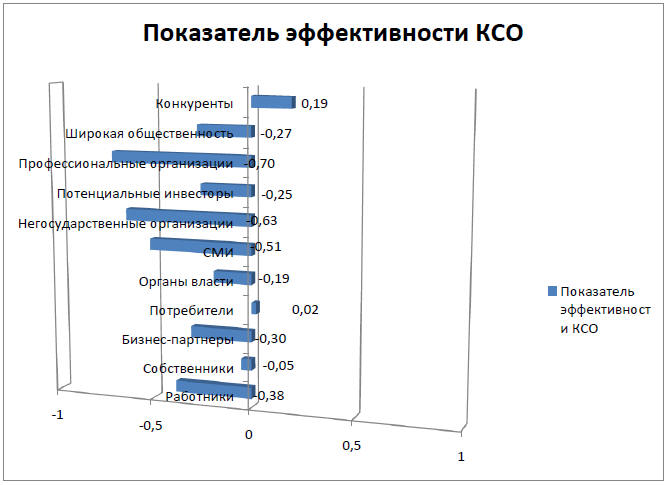 Показатель эффективности КСО
Конкуренты 0,19
Широкая общественность -0,27
Профессиональные организации -0,70
Потенциальные инвесторы -0,25
Негосударственные организации -0,63
СМИ -0,51
Органы власти -0,19
Потребители 0,02
Бизнес-партнеры -0,30
Собственники -0,05
Работники -0,38
-1
-0,5
0
0,5
1
Показатель
эффективност
и КСО